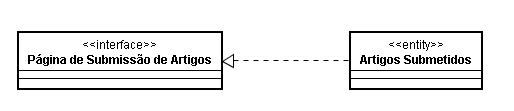 <<interface>>
Página de Submissão de Artigos
<<entity>>
Artigos Submetidos